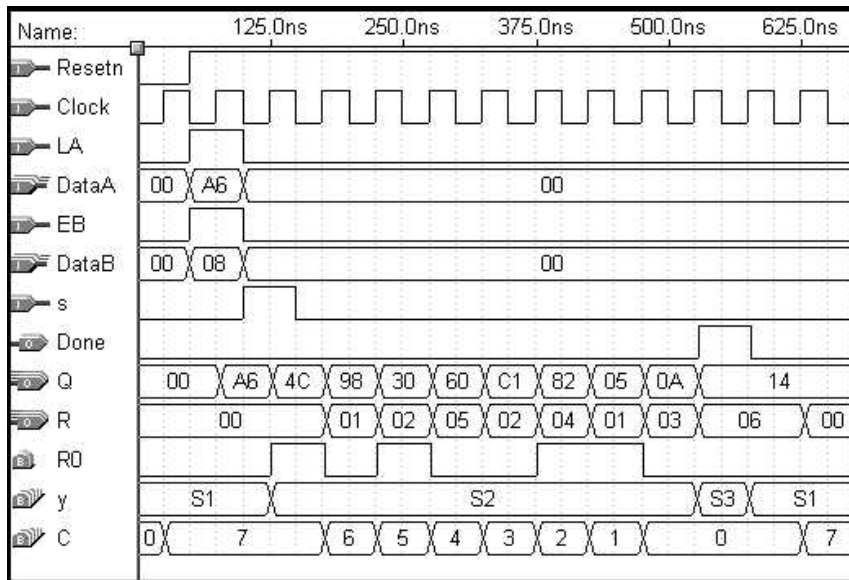 Name: 125.0ns 250.0ns 375.0ns 500.0ns 625.0ns
Resetn
Clock
LA
DataA 00 A6 00
EB
DataB 00 08 00
s
Done
Q 00 A6 4C 98 30 60 C1 82 05 0A 14
R 00 01 02 05 02 04 01 03 06 00
R0
y S1 S2 S3 S1
C 0 7 6 5 4 3 2 1 0 7